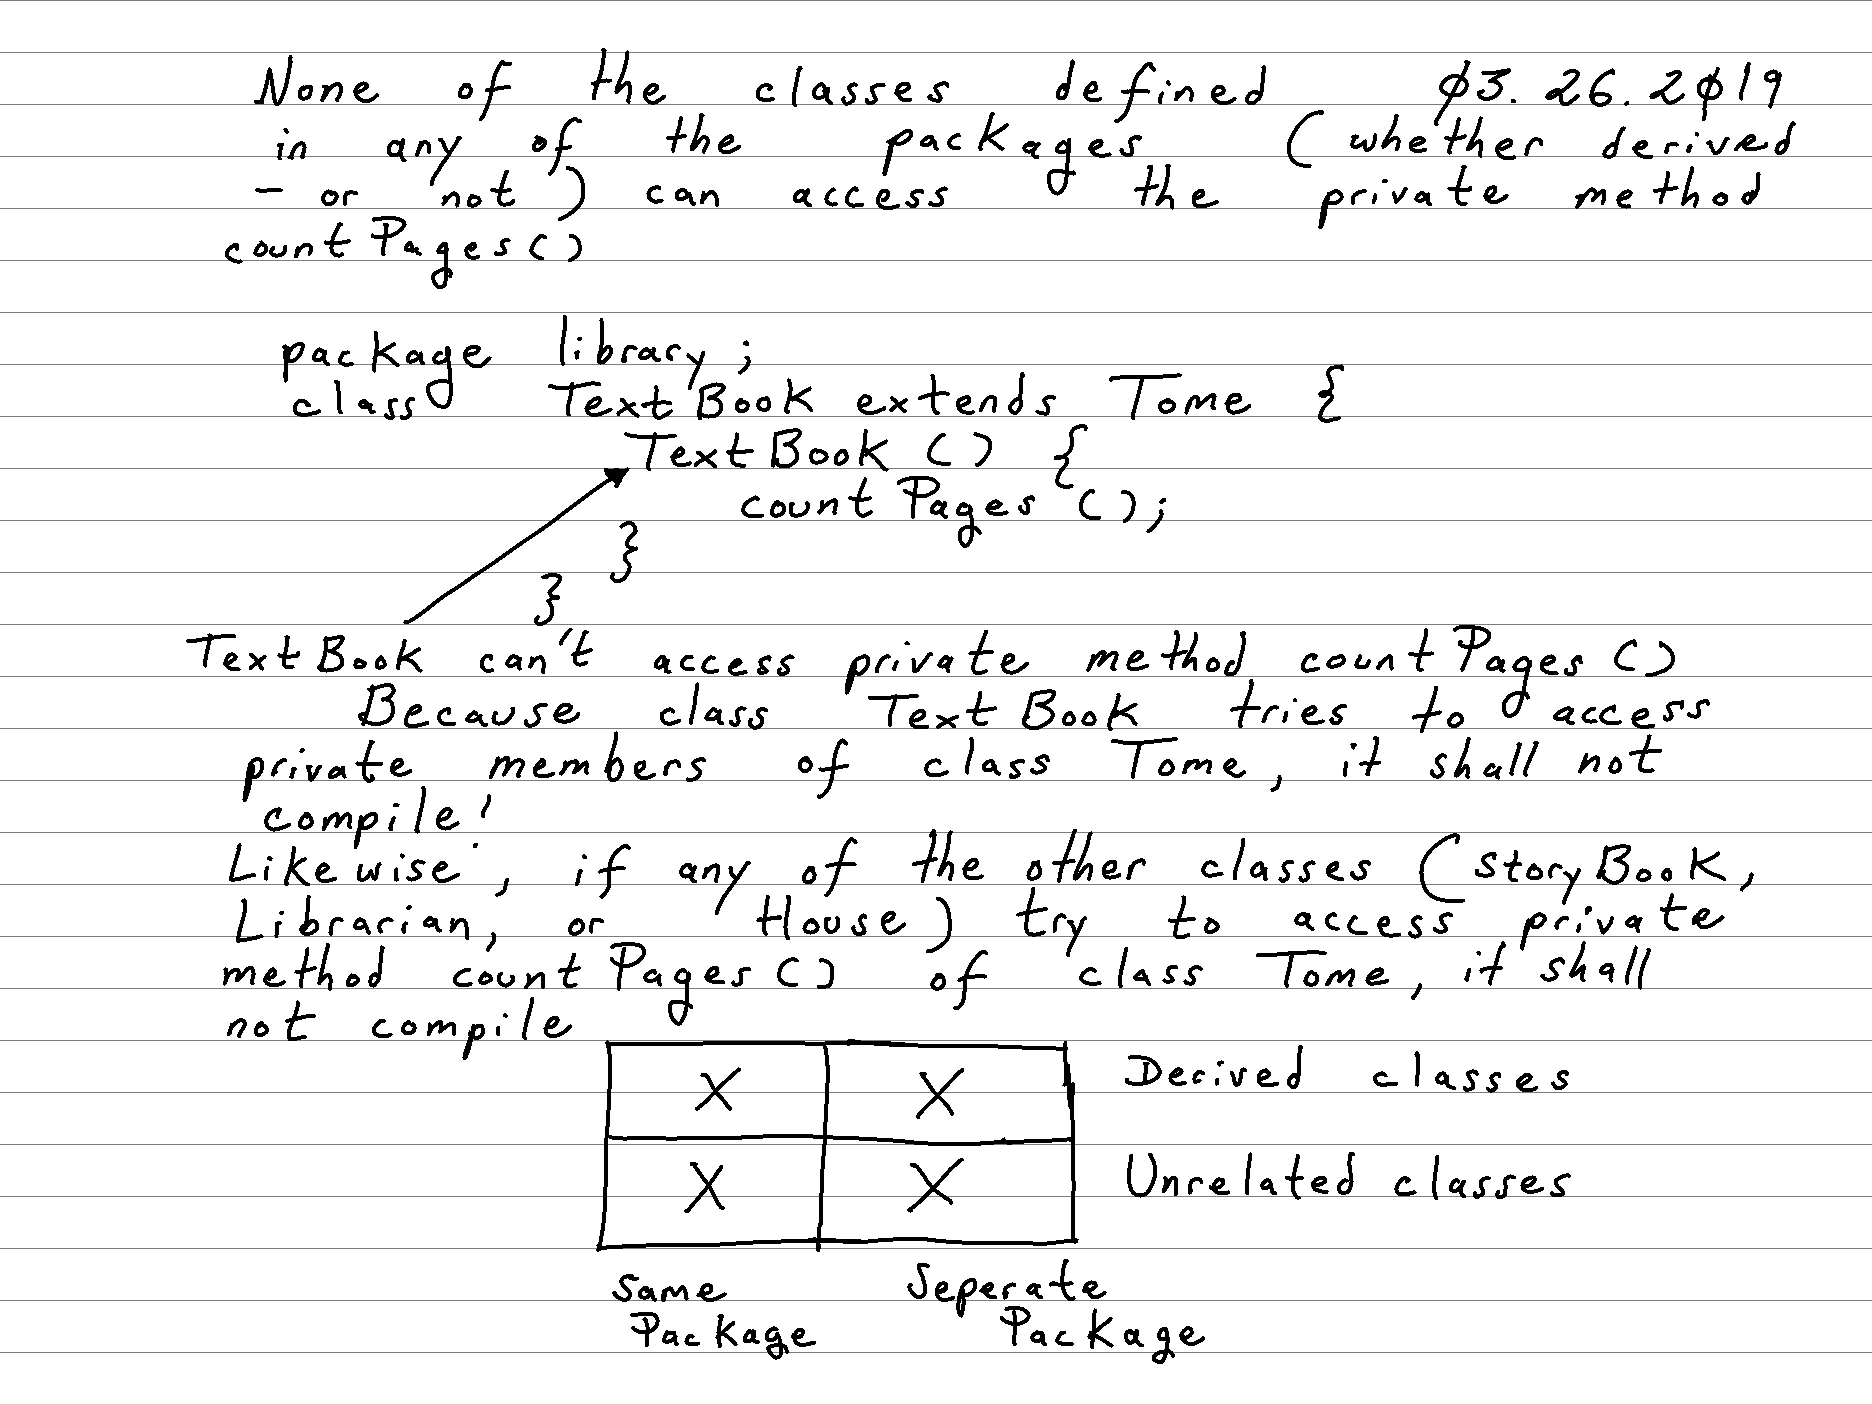 None of the classes defined 03.26.2019
in any of the packages (whether derived
- or not) can access the private method
countPages()
package library;
class TextBook extends Tome {
TextBook () {
countPages ();
}
}
TextBook can't access private method countPages ()
Because class TextBook tries to access
private members of class Tome, it shall not
compile!
Likewise, if any of the other classes (StoryBook,
Librarian, or House) try to access private
method countPages() of class Tome, it shall
not compile
X X Derived classes
X X Unrelated classes
Same Seperate
Package Package